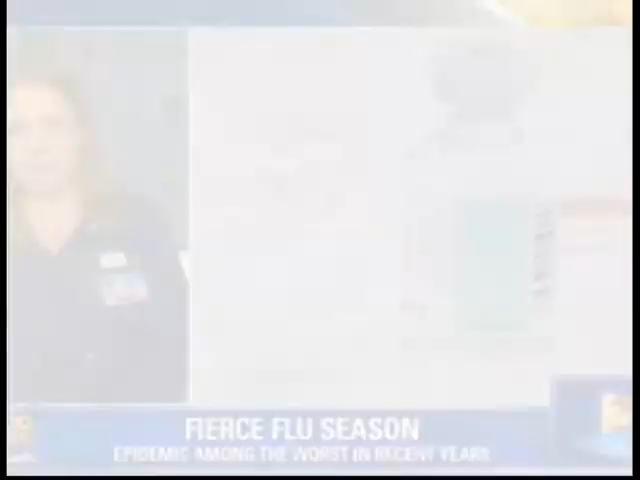 FIERCE FLU SEASON
EPIDEMIC AMONG THE WORST IN RECENT YEARS